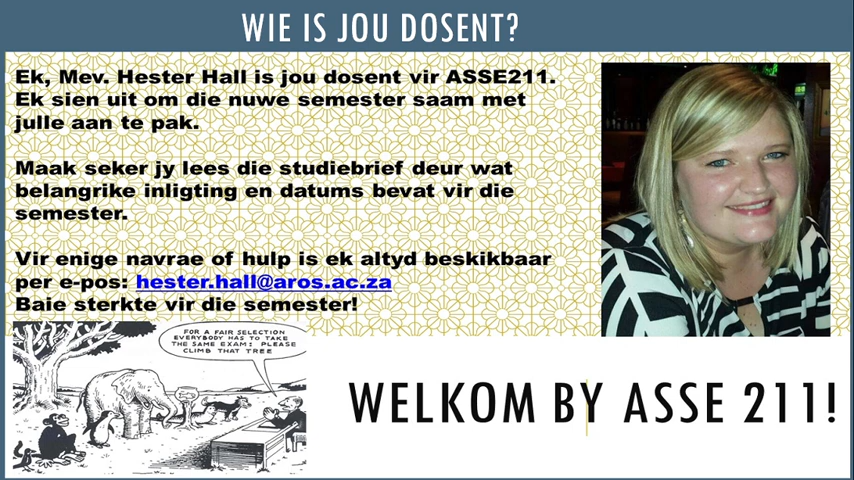 WIE IS JOU DOSENT?
Ek, Mev. Hester Hall is jou dosent vir ASSE211.
Ek sien uit om die nuwe semester saam met
julle aan te pak.
Maak seker jy lees die studiebrief deur wat
belangrike inligting en datums bevat vir die
semester.
Vir enige navrae of hulp is ek altyd beskikbaar
per e-pos: hester.hall@aros.ac.za
Baie sterkte vir die semester!
FOR A FAIR SELECTION
EVERYBODY HAS TO TAKE
THE SAME EXAM: PLEASE
CLIMB THAT TREE
WELKOM BY ASSE 211!